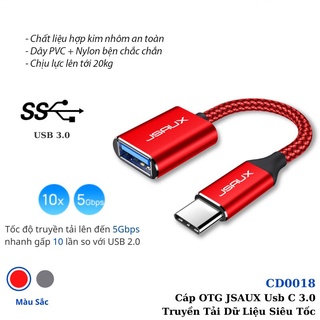 - Chất liệu hợp kim nhôm an toàn
- Dây PVC + Nylon bện chắc chắn
- Chịu lực lên tới 20kg
SS
USB 3.0
JSAUX
JSAUX
10x
5Gbps
Tốc độ truyền tải lên đến 5Gbps
nhanh gấp 10 lần so với USB 2.0
Màu Sắc
CD0018
Cáp OTG JSAUX Usb C 3.0
Truyền Tải Dữ Liệu Siêu Tốc